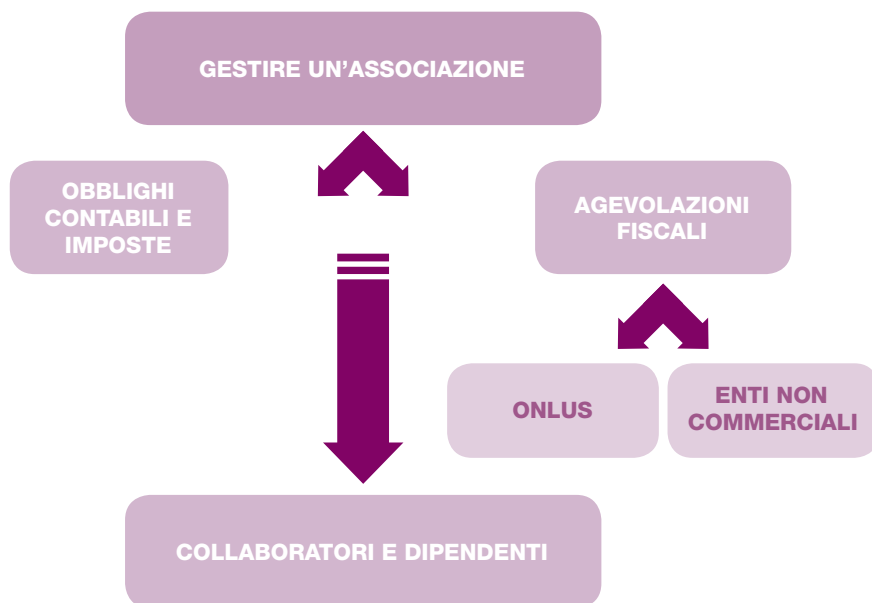 GESTIRE UN’ASSOCIAZIONE
OBBLIGHI
CONTABILI E
IMPOSTE
AGEVOLAZIONI
FISCALI
ONLUS
ENTI NON
COMMERCIALI
COLLABORATORI E DIPENDENTI